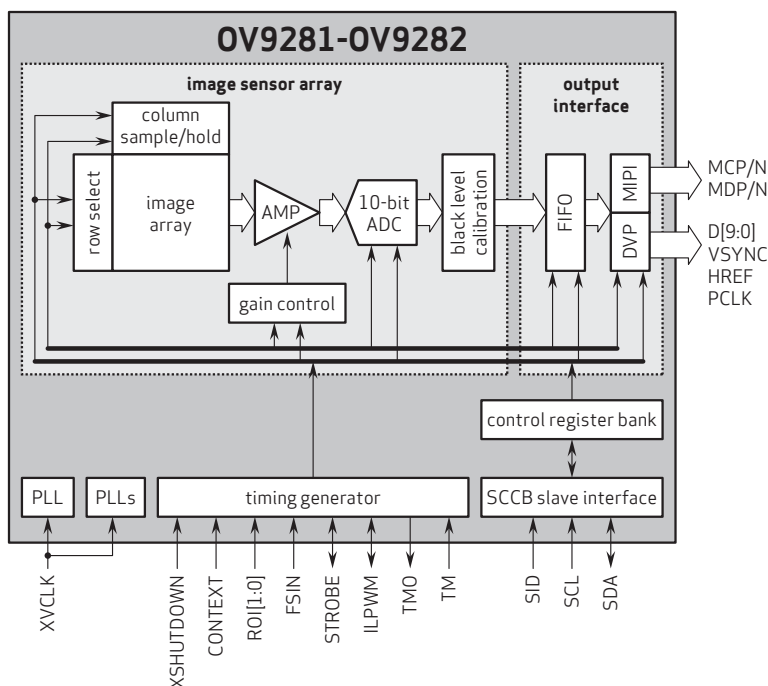 OV9281-OV9282
image sensor array
output
interface
column
sample/hold
row select
image
array
AMP
10-bit
ADC
black level
calibration
FIFO
MIPI
DVP
MCP/N
MDP/N
D[9:0]
VSYNC
HREF
PCLK
gain control
control register bank
PLL
PLLs
timing generator
SCCB slave interface
XVCLK
XSHUTDOWN
CONTEXT
ROI[1:0]
FSIN
STROBE
ILPWM
TMO
TM
SID
SCL
SDA